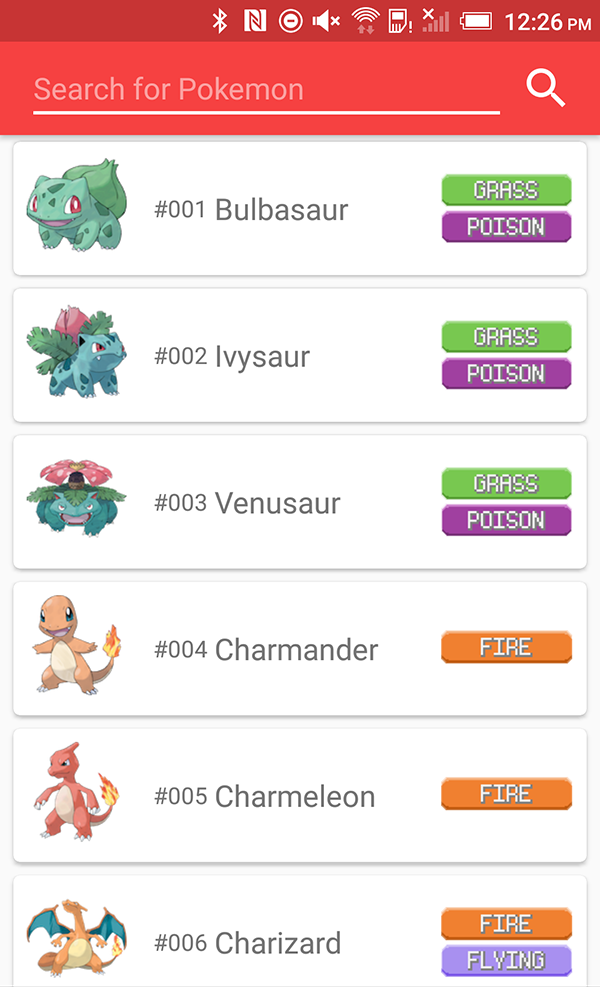 12:26 PM
Search for Pokemon
#001 Bulbasaur
GRASS
POISON
#002 Ivysaur
GRASS
POISON
#003 Venusaur
GRASS
POISON
#004 Charmander
FIRE
#005 Charmeleon
FIRE
#006 Charizard
FIRE
FLYING